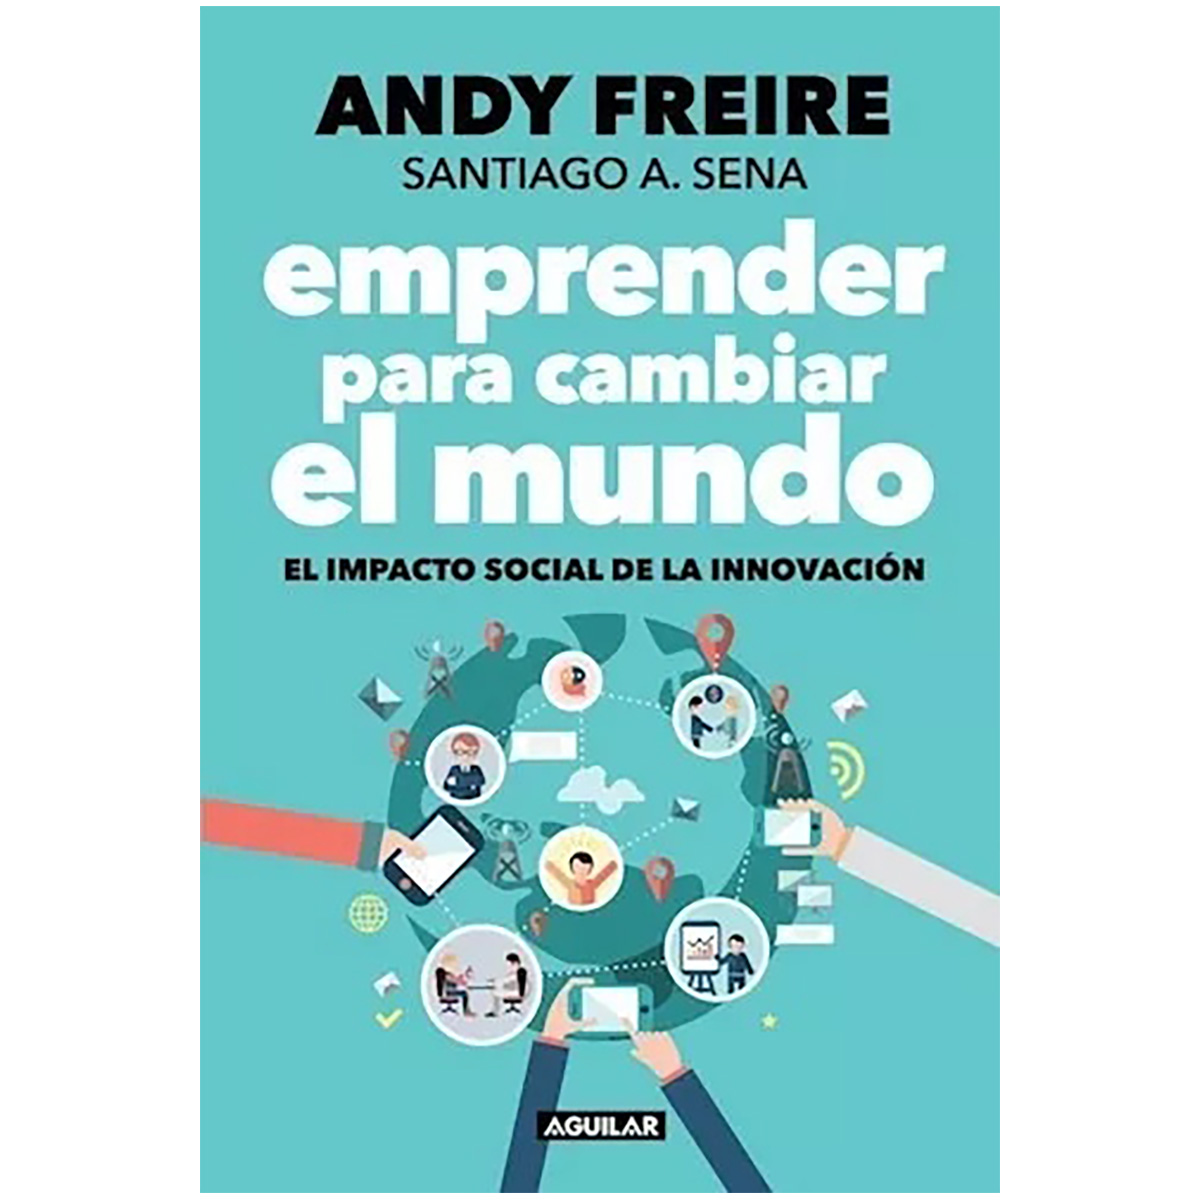 ANDY FREIRE
SANTIAGO A. SENA
emprender
para cambiar
el mundo
EL IMPACTO SOCIAL DE LA INNOVACIÓN
AGUILAR